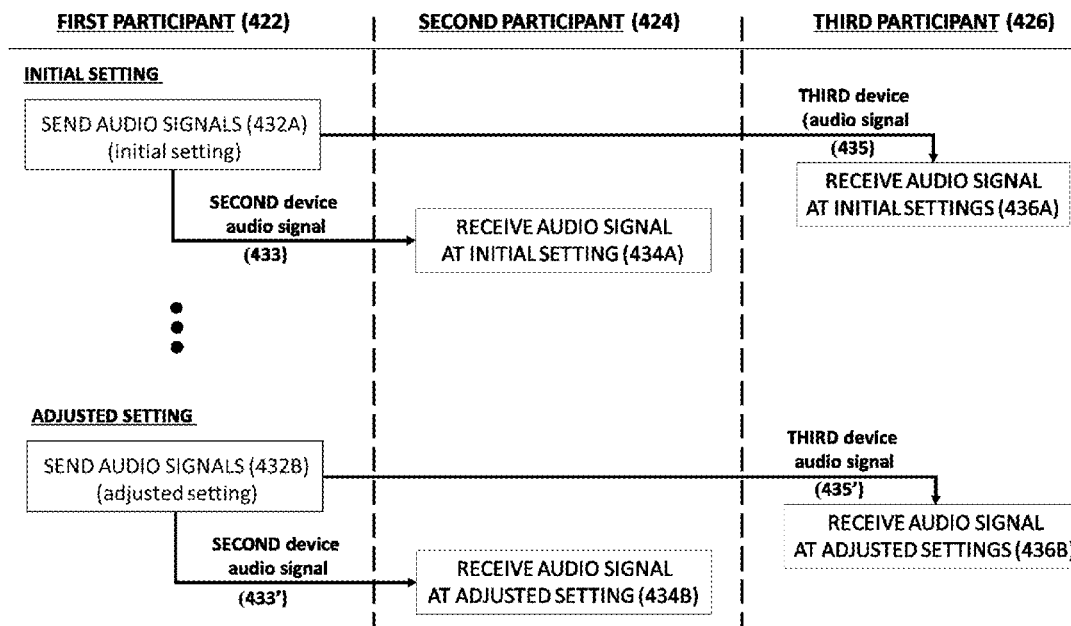 FIRST PARTICIPANT (422)
SECOND PARTICIPANT (424)
THIRD PARTICIPANT (426)
INITIAL SETTING
SEND AUDIO SIGNALS (432A)
(initial setting)
THIRD device
(audio signal
(435)
RECEIVE AUDIO SIGNAL
AT INITIAL SETTINGS (436A)
SECOND device
audio signal
(433)
RECEIVE AUDIO SIGNAL
AT INITIAL SETTING (434A)
ADJUSTED SETTING
SEND AUDIO SIGNALS (432B)
(adjusted setting)
THIRD device
audio signal
(435')
RECEIVE AUDIO SIGNAL
AT ADJUSTED SETTINGS (436B)
SECOND device
audio signal
(433')
RECEIVE AUDIO SIGNAL
AT ADJUSTED SETTING (434B)